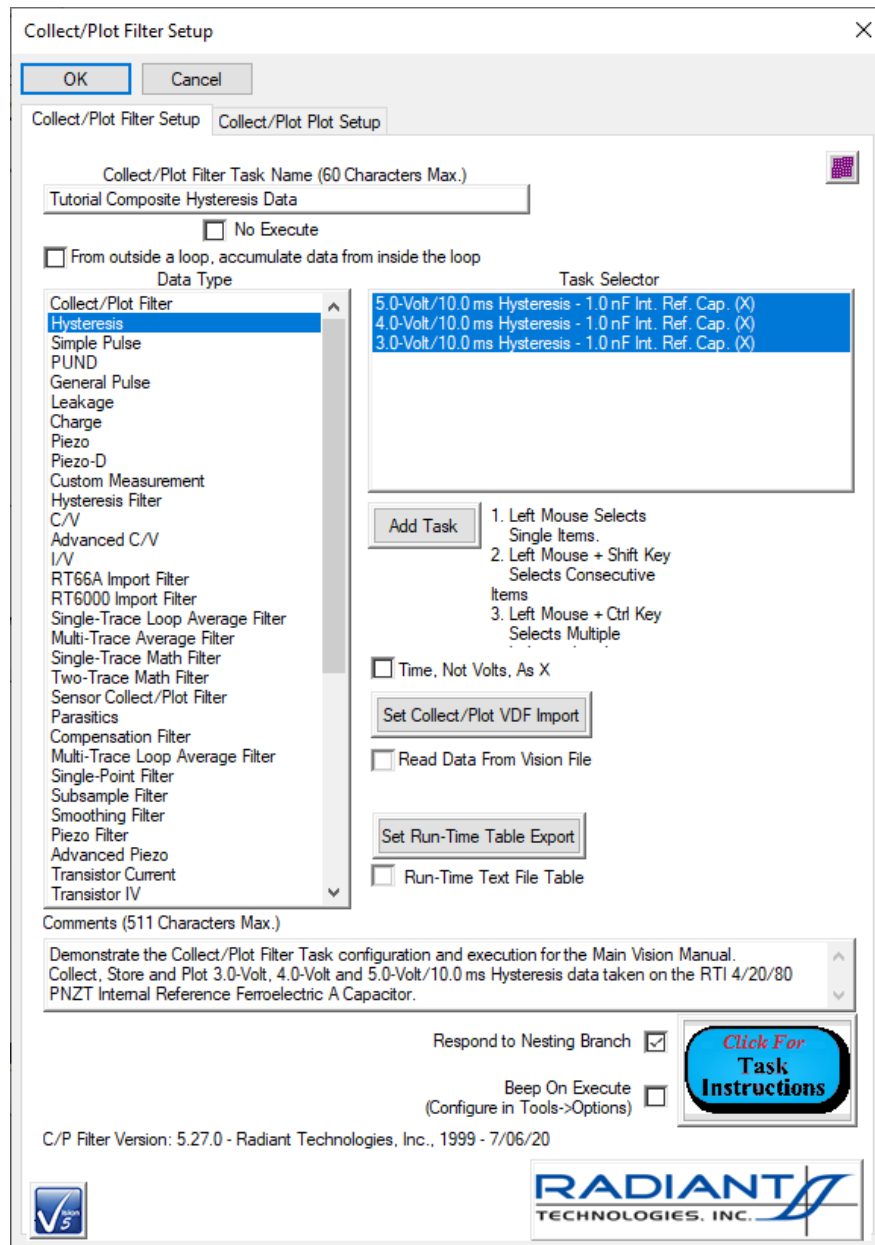 Collect/Plot Filter Setup
OK
Cancel
Collect/Plot Filter Setup
Collect/Plot Plot Setup
Collect/Plot Filter Task Name (60 Characters Max.)
Tutorial Composite Hysteresis Data
No Execute
From outside a loop, accumulate data from inside the loop
Data Type
Collect/Plot Filter
Hysteresis
Simple Pulse
PUND
General Pulse
Leakage
Charge
Piezo
Piezo-D
Custom Measurement
Hysteresis Filter
C/V
Advanced C/V
I/V
RT66A Import Filter
RT6000 Import Filter
Single-Trace Loop Average Filter
Multi-Trace Average Filter
Single-Trace Math Filter
Two-Trace Math Filter
Sensor Collect/Plot Filter
Parasitics
Compensation Filter
Multi-Trace Loop Average Filter
Single-Point Filter
Subsample Filter
Smoothing Filter
Piezo Filter
Advanced Piezo
Transistor Current
Transistor IV
Task Selector
5.0-Volt/10.0 ms Hysteresis - 1.0 nF Int. Ref. Cap. (X)
4.0-Volt/10.0 ms Hysteresis - 1.0 nF Int. Ref. Cap. (X)
3.0-Volt/10.0 ms Hysteresis - 1.0 nF Int. Ref. Cap. (X)
Add Task
1. Left Mouse Selects
Single Items.
2. Left Mouse + Shift Key
Selects Consecutive
Items
3. Left Mouse + Ctrl Key
Selects Multiple
Time, Not Volts, As X
Set Collect/Plot VDF Import
Read Data From Vision File
Set Run-Time Table Export
Run-Time Text File Table
Comments (511 Characters Max.)
Demonstrate the Collect/Plot Filter Task configuration and execution for the Main Vision Manual.
Collect, Store and Plot 3.0-Volt, 4.0-Volt and 5.0-Volt/10.0 ms Hysteresis data taken on the RTI 4/20/80
PNZT Internal Reference Ferroelectric A Capacitor.
Respond to Nesting Branch
Beep On Execute
(Configure in Tools->Options)
Click For
Task
Instructions
C/P Filter Version: 5.27.0 - Radiant Technologies, Inc., 1999 - 7/06/20
Vision
5
RADIANT
TECHNOLOGIES, INC.